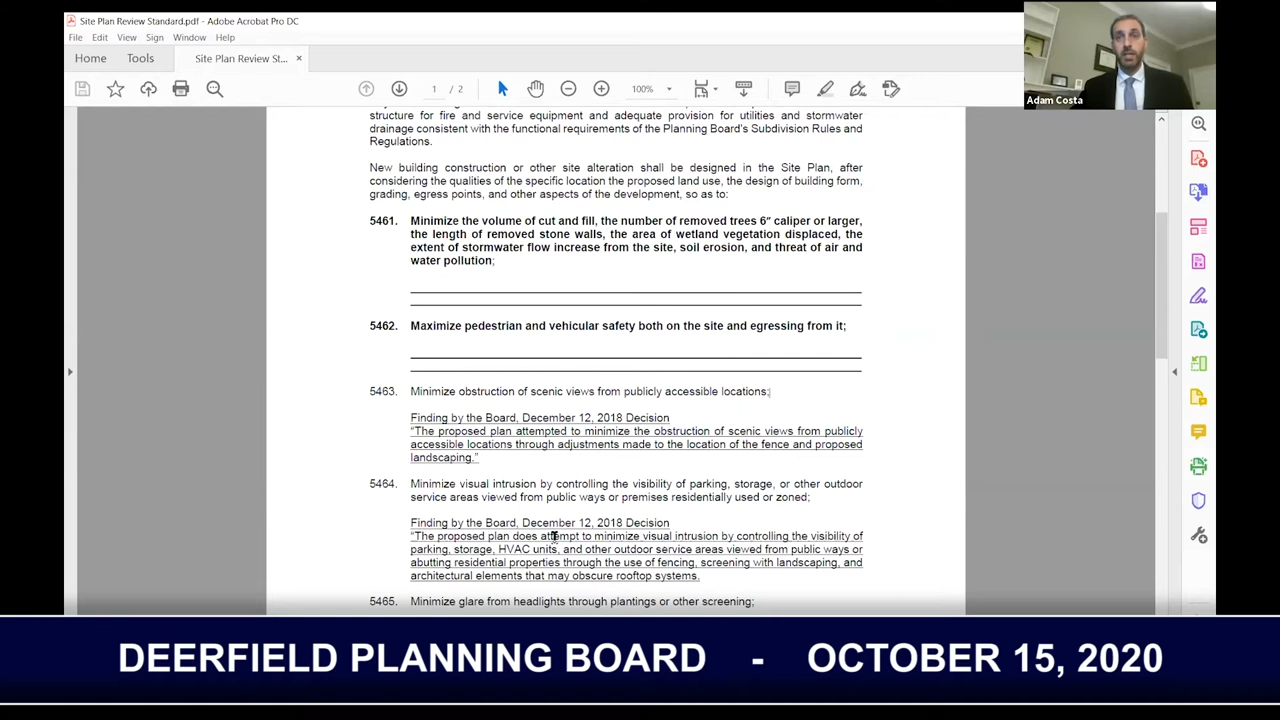 Site Plan Review Standard.pdf - Adobe Acrobat Pro DC
File Edit View Sign Window Help
Home Tools Site Plan Review St... ×
1 / 2 100%
Adam Costa
structure for fire and service equipment and adequate provision for utilities and stormwater
drainage consistent with the functional requirements of the Planning Board's Subdivision Rules and
Regulations.
New building construction or other site alteration shall be designed in the Site Plan, after
considering the qualities of the specific location the proposed land use, the design of building form,
grading, egress points, and other aspects of the development, so as to:
5461. Minimize the volume of cut and fill, the number of removed trees 6" caliper or larger,
the length of removed stone walls, the area of wetland vegetation displaced, the
extent of stormwater flow increase from the site, soil erosion, and threat of air and
water pollution;
5462. Maximize pedestrian and vehicular safety both on the site and egressing from it;
5463. Minimize obstruction of scenic views from publicly accessible locations;
Finding by the Board, December 12, 2018 Decision
"The proposed plan attempted to minimize the obstruction of scenic views from publicly
accessible locations through adjustments made to the location of the fence and proposed
landscaping."
5464. Minimize visual intrusion by controlling the visibility of parking, storage, or other outdoor
service areas viewed from public ways or premises residentially used or zoned;
Finding by the Board, December 12, 2018 Decision
"The proposed plan does attempt to minimize visual intrusion by controlling the visibility of
parking, storage, HVAC units, and other outdoor service areas viewed from public ways or
abutting residential properties through the use of fencing, screening with landscaping, and
architectural elements that may obscure rooftop systems.
5465. Minimize glare from headlights through plantings or other screening;
DEERFIELD PLANNING BOARD - OCTOBER 15, 2020